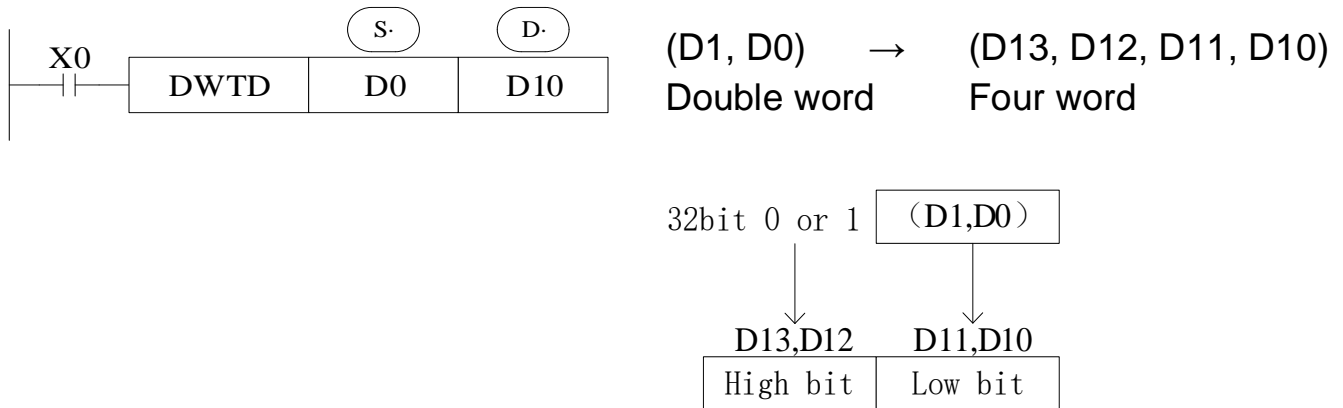 S· D·
X0
DWTD D0 D10
(D1, D0) → (D13, D12, D11, D10)
Double word Four word
32bit 0 or 1 （D1,D0）
D13,D12 D11,D10
High bit Low bit